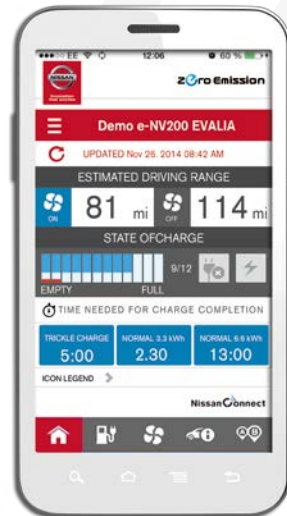 EE 12:06 60 %
NISSAN
zero Emission
Demo e-NV200 EVALIA
UPDATED Nov 26. 2014 08:42 AM
ESTIMATED DRIVING RANGE
ON 81 mi OFF 114 mi
STATE OFCHARGE
9/12
EMPTY FULL
TIME NEEDED FOR CHARGE COMPLETION
TRICKLE CHARGE NORMAL 3.3 kWh NORMAL 6.6 kWh
5:00 2.30 13:00
ICON LEGEND
NissanConnect
A B